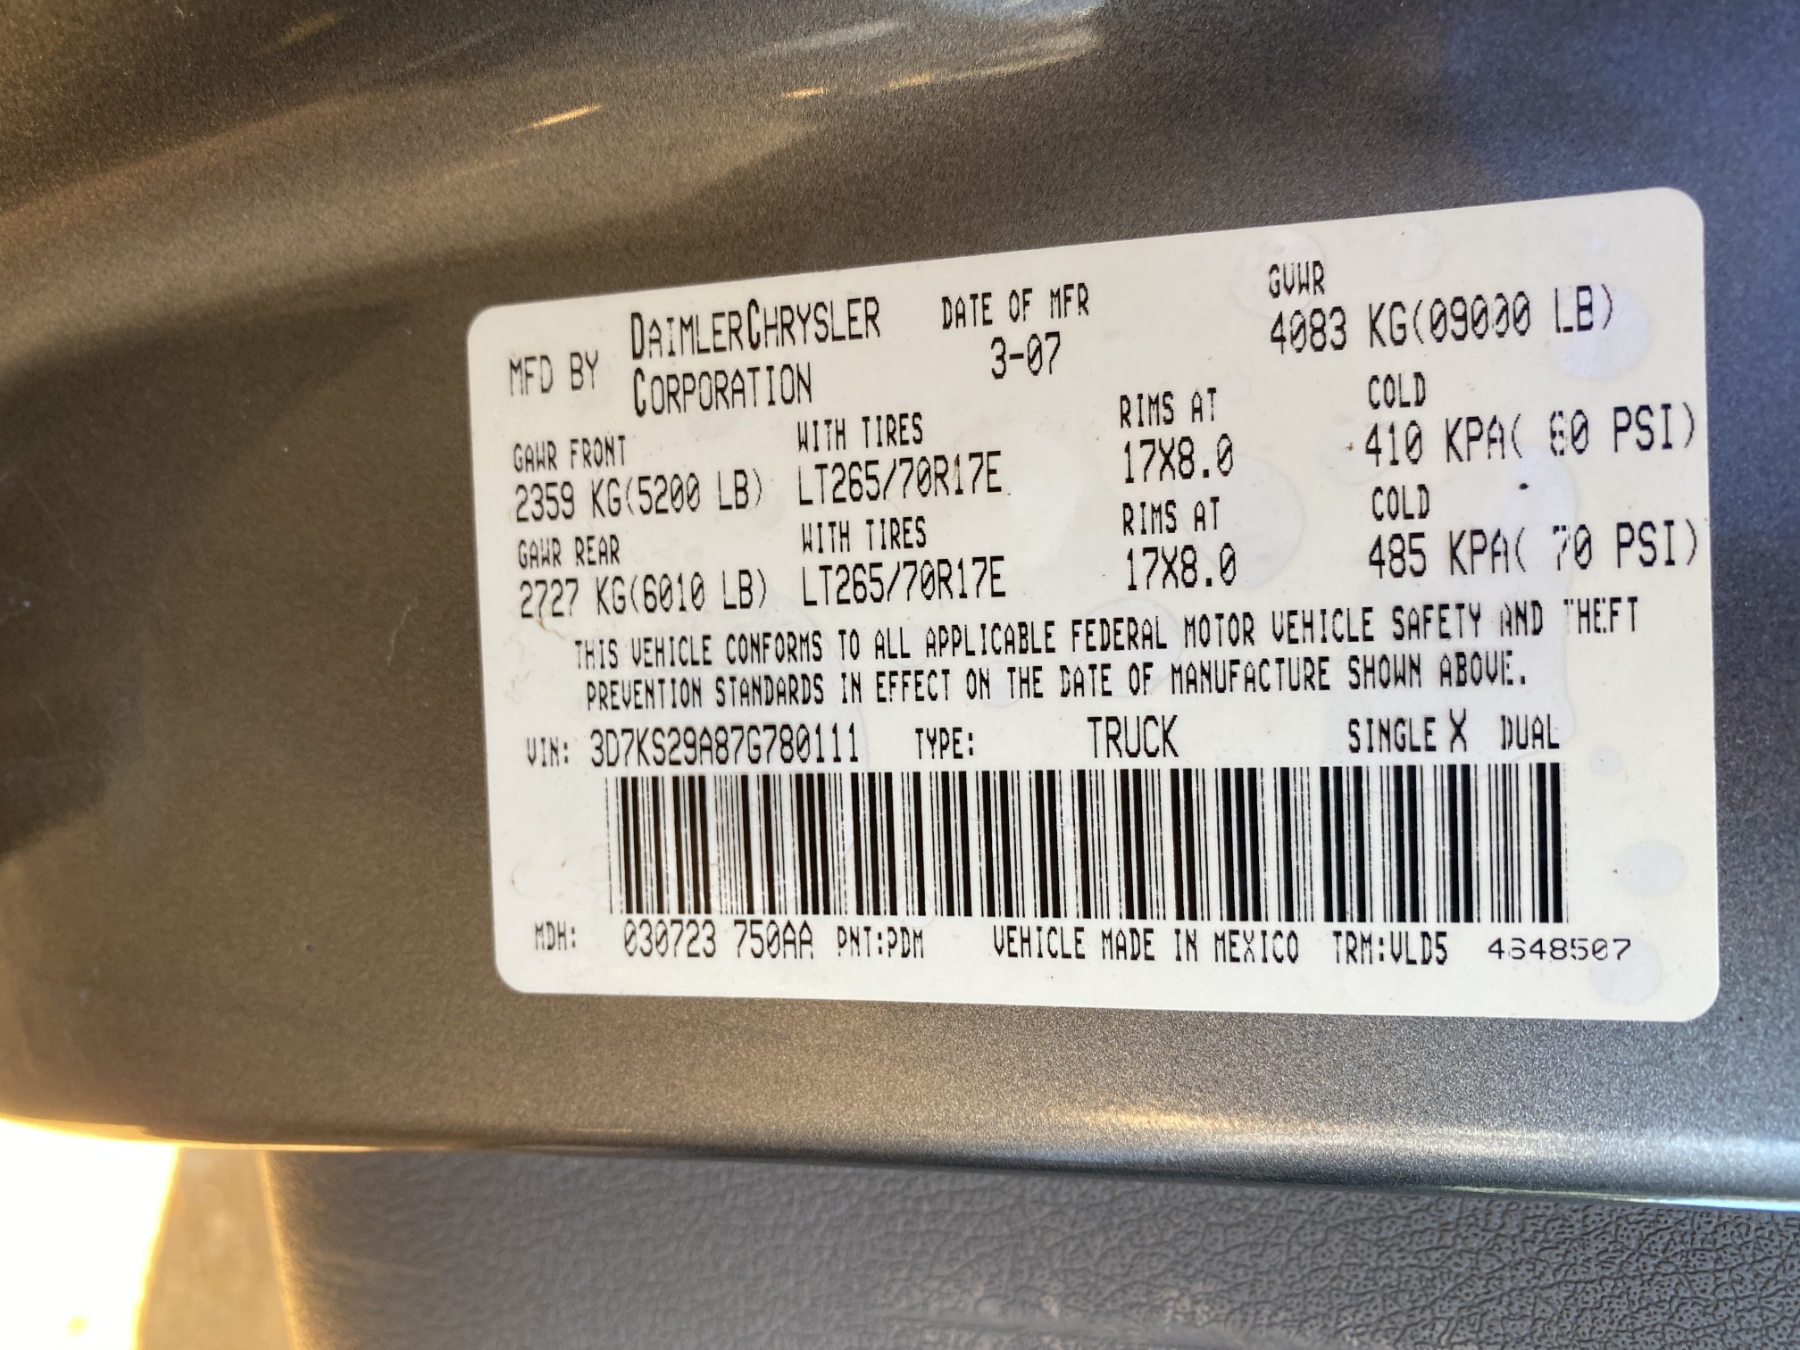 MFD BY DAIMLERCHRYSLER CORPORATION DATE OF MFR 3-07 GVWR 4083 KG(09000 LB)
GAWR FRONT WITH TIRES RIMS AT COLD
2359 KG(5200 LB) LT265/70R17E 17X8.0 410 KPA( 60 PSI)
GAWR REAR WITH TIRES RIMS AT COLD
2727 KG(6010 LB) LT265/70R17E 17X8.0 485 KPA( 70 PSI)
THIS VEHICLE CONFORMS TO ALL APPLICABLE FEDERAL MOTOR VEHICLE SAFETY AND THEFT
PREVENTION STANDARDS IN EFFECT ON THE DATE OF MANUFACTURE SHOWN ABOVE.
VIN: 3D7KS29A87G780111 TYPE: TRUCK SINGLE X DUAL
MDH: 030723 750AA PNT:PDM VEHICLE MADE IN MEXICO TRM:VLD5 4648507